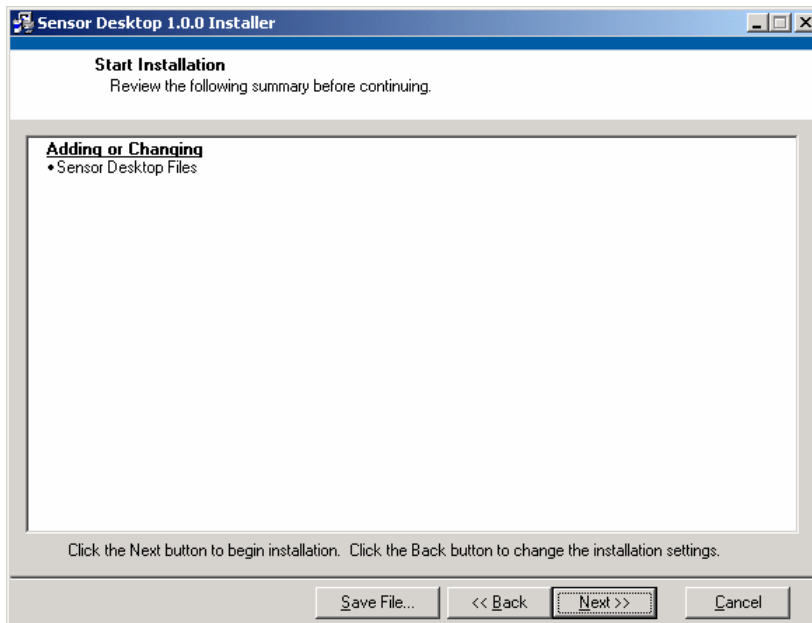 Sensor Desktop 1.0.0 Installer
Start Installation
Review the following summary before continuing.
Adding or Changing
• Sensor Desktop Files
Click the Next button to begin installation.  Click the Back button to change the installation settings.
Save File... << Back Next >> Cancel